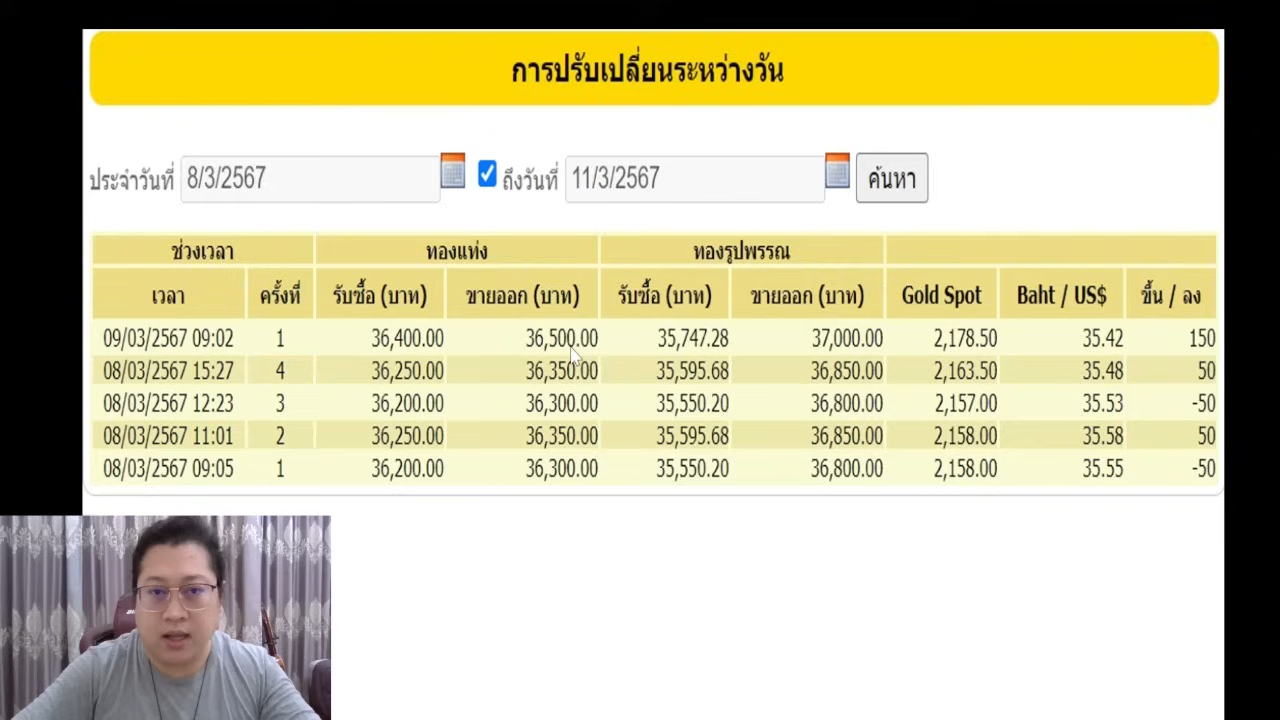 การปรับเปลี่ยนระหว่างวัน
ประจำวันที่ 8/3/2567 ถึงวันที่ 11/3/2567 ค้นหา
ช่วงเวลา ทองแท่ง ทองรูปพรรณ
เวลา ครั้งที่ รับซื้อ (บาท) ขายออก (บาท) รับซื้อ (บาท) ขายออก (บาท) Gold Spot Baht / US$ ขึ้น / ลง
09/03/2567 09:02 1 36,400.00 36,500.00 35,747.28 37,000.00 2,178.50 35.42 150
08/03/2567 15:27 4 36,250.00 36,350.00 35,595.68 36,850.00 2,163.50 35.48 50
08/03/2567 12:23 3 36,200.00 36,300.00 35,550.20 36,800.00 2,157.00 35.53 -50
08/03/2567 11:01 2 36,250.00 36,350.00 35,595.68 36,850.00 2,158.00 35.58 50
08/03/2567 09:05 1 36,200.00 36,300.00 35,550.20 36,800.00 2,158.00 35.55 -50